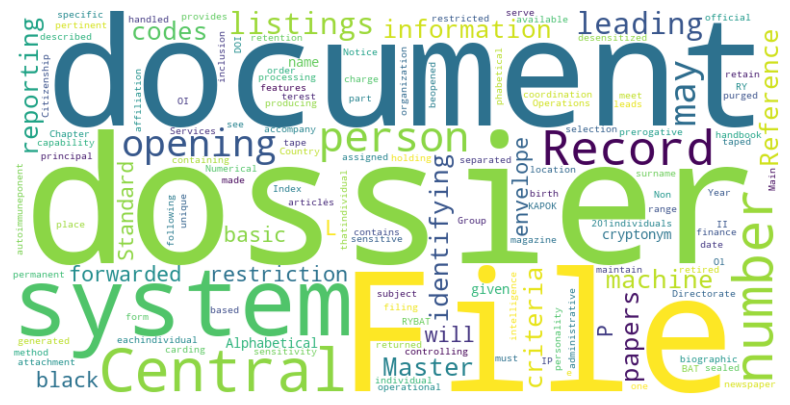 specific
pertinent
described
reporting
Citizenship
affiliation
handled
provides
codes
DOI
retention
processing
OI
inclusion
listings
name
order
features
terest
producing
information
Notice
charge
part
organization
restricted
serve
available
coordination
Operations
phabetical
beopened
leading
desensitized
meet
leads
may
official
retain
RY
purged
Reference
document
Chapter
capability
principal
Services
see
accompany
tape
Country
opening
containing
Numerical
made
Index
articles
following
unique
place
autoimmuneponent
Standard
basic
contains
sensitive
L
thatindividual
person
assigned
holding
separated
identifying
Group
envelope
magazine
KAPOK
birth
location
selection
Record
prerogative
surname
Non
range
201individuals
cryptonym
taped
handbook
Year
II
finance
date
Main
number
dossier
permanent
forwarded
restriction
system
generated
form
method
attachment
based
eachindividual
carding
Alphabetical
sensitivity
black
Central
subject
filing
RYBAT
returned
controlling
given
will
Master
individual
operational
must
IP
intelligence
criteria
personality
administrative
P
maintain
machine
papers
retired
Ol
Directorate
biographic
BAT
sealed
one
newspaper
File